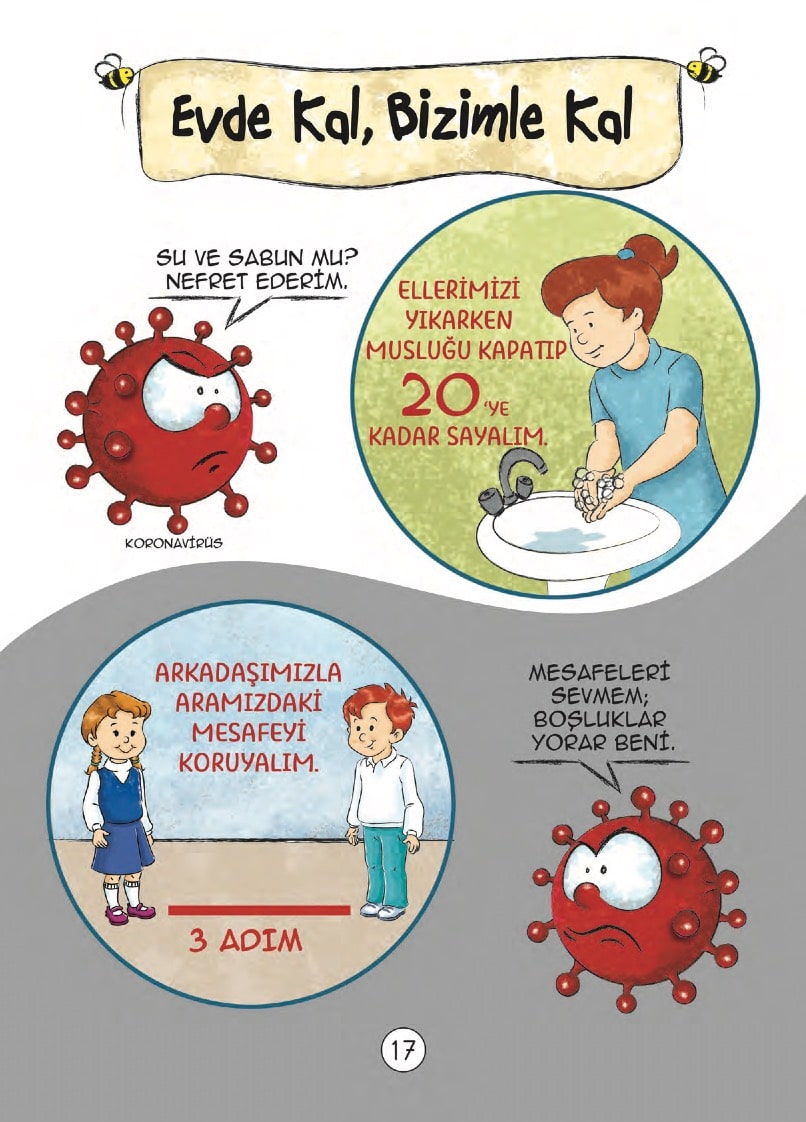 Evde Kal, Bizimle Kal
SU VE SABUN MU?
NEFRET EDERİM.
KORONAVİRÜS
ELLERİMİZİ
YIKARKEN
MUSLUĞU KAPATIP
20'YE
KADAR SAYALIM.
ARKADAŞIMIZLA
ARAMIZDAKİ
MESAFEYİ
KORUYALIM.
3 ADIM
MESAFELERİ
SEVMEM;
BOŞLUKLAR
YORAR BENİ.
17